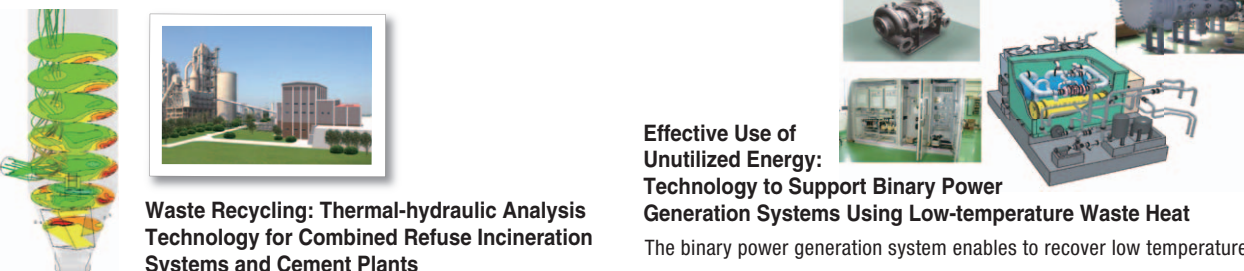 Waste Recycling: Thermal-hydraulic Analysis
Technology for Combined Refuse Incineration
Systems and Cement Plants
Effective Use of
Unutilized Energy:
Technology to Support Binary Power
Generation Systems Using Low-temperature Waste Heat
The binary power generation system enables to recover low temperature